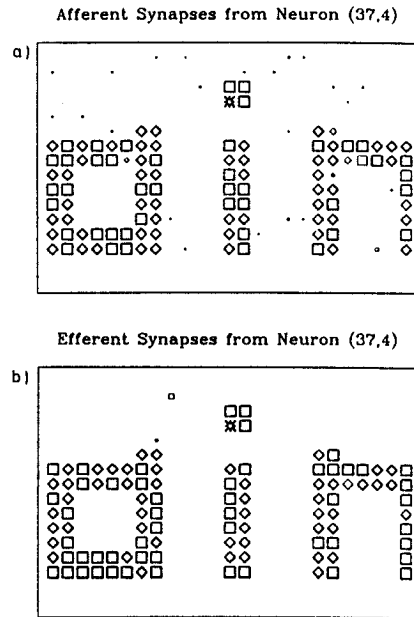 Afferent Synapses from Neuron (37,4)
a)
Efferent Synapses from Neuron (37,4)
b)